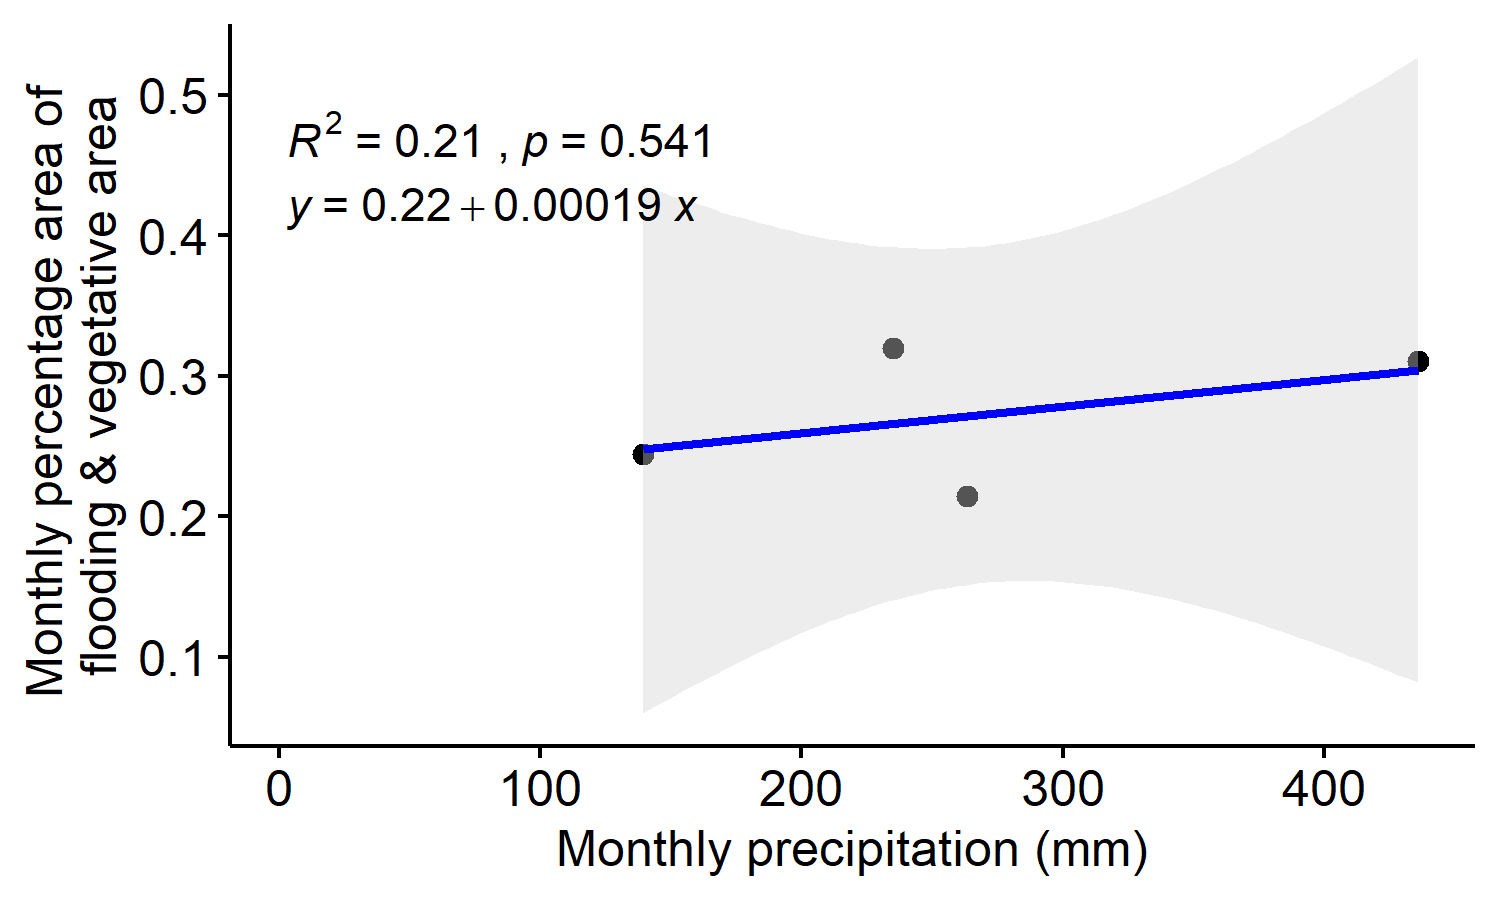 Monthly percentage area of
flooding & vegetative area
0.5
0.4
0.3
0.2
0.1
R² = 0.21 , p = 0.541
y = 0.22 + 0.00019 x
0 100 200 300 400
Monthly precipitation (mm)